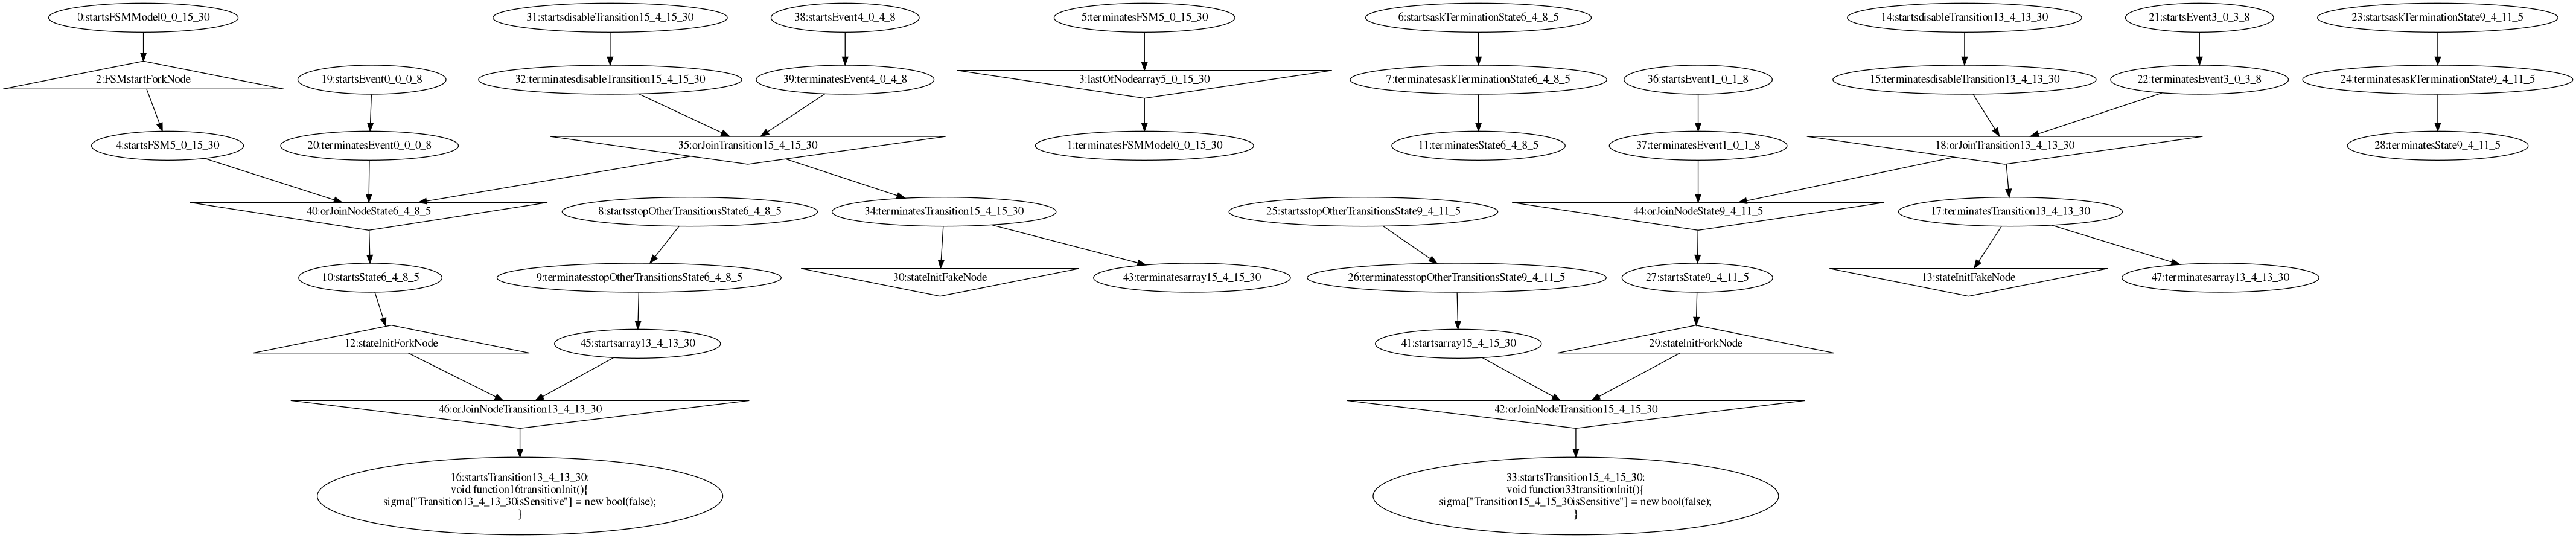 0:startsFSMModel0_0_15_30
31:startsdisableTransition15_4_15_30
38:startsEvent4_0_4_8
5:terminatesFSM5_0_15_30
6:startsaskTerminationState6_4_8_5
14:startsdisableTransition13_4_13_30
21:startsEvent3_0_3_8
23:startsaskTerminationState9_4_11_5
2:FSMstartForkNode
19:startsEvent0_0_0_8
32:terminatesdisableTransition15_4_15_30
39:terminatesEvent4_0_4_8
3:lastOfNodearray5_0_15_30
7:terminatesaskTerminationState6_4_8_5
36:startsEvent1_0_1_8
15:terminatesdisableTransition13_4_13_30
22:terminatesEvent3_0_3_8
24:terminatesaskTerminationState9_4_11_5
4:startsFSM5_0_15_30
20:terminatesEvent0_0_0_8
35:orJoinTransition15_4_15_30
1:terminatesFSMModel0_0_15_30
11:terminatesState6_4_8_5
37:terminatesEvent1_0_1_8
18:orJoinTransition13_4_13_30
28:terminatesState9_4_11_5
40:orJoinNodeState6_4_8_5
8:startsstopOtherTransitionsState6_4_8_5
34:terminatesTransition15_4_15_30
25:startsstopOtherTransitionsState9_4_11_5
44:orJoinNodeState9_4_11_5
17:terminatesTransition13_4_13_30
10:startsState6_4_8_5
9:terminatesstopOtherTransitionsState6_4_8_5
30:stateInitFakeNode
43:terminatesarray15_4_15_30
26:terminatesstopOtherTransitionsState9_4_11_5
27:startsState9_4_11_5
13:stateInitFakeNode
47:terminatesarray13_4_13_30
12:stateInitForkNode
45:startsarray13_4_13_30
41:startsarray15_4_15_30
29:stateInitForkNode
46:orJoinNodeTransition13_4_13_30
42:orJoinNodeTransition15_4_15_30
16:startsTransition13_4_13_30:
void function16transitionInit(){
sigma["Transition13_4_13_30isSensitive"] = new bool(false);
}
33:startsTransition15_4_15_30:
void function33transitionInit(){
sigma["Transition15_4_15_30isSensitive"] = new bool(false);
}